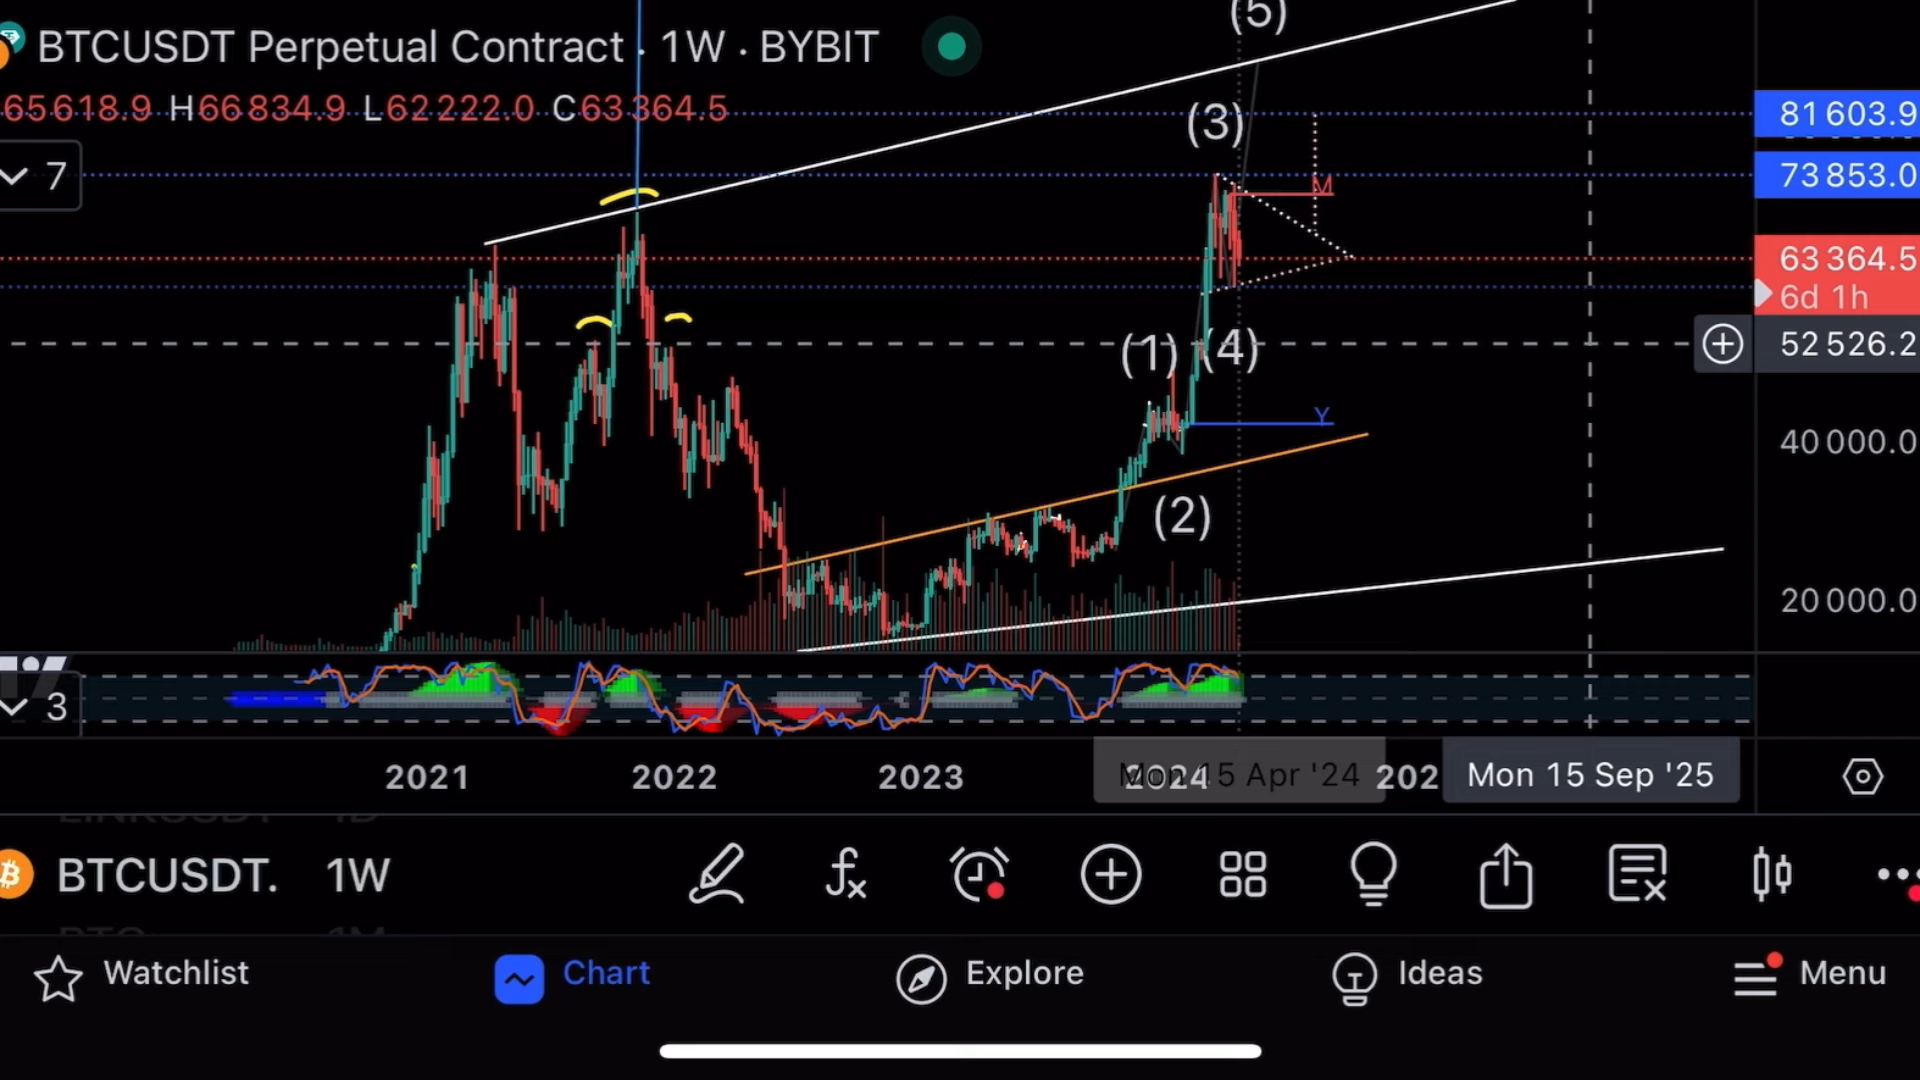 (5)
BTCUSDT Perpetual Contract · 1W · BYBIT
65618.9 H66834.9 L62222.0 C63364.5
81603.9
(3)
7
73853.0
M
63364.5
6d 1h
(1) (4)
52526.2
Y
40000.0
(2)
20000.0
3
2021 2022 2023 2024 Mon 15 Apr '24 202 Mon 15 Sep '25
BTCUSDT. 1W
Watchlist Chart Explore Ideas Menu